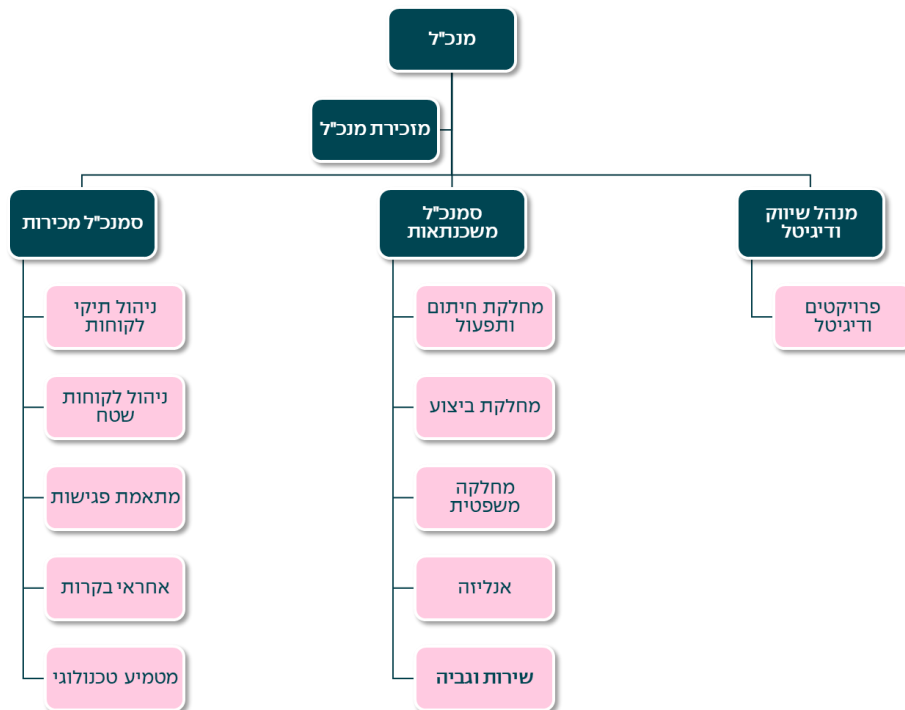 מנכ"ל
מזכירת מנכ"ל
מנהל שיווק
ודיגיטל
פרויקטים
ודיגיטל
סמנכ"ל
משכנתאות
מחלקת חיתום
ותפעול
מחלקת ביצוע
מחלקה
משפטית
אנליזה
שירות וגביה
סמנכ"ל מכירות
ניהול תיקי
לקוחות
ניהול לקוחות
שטח
מתאמת פגישות
אחראי בקרות
מטמיע טכנולוגי